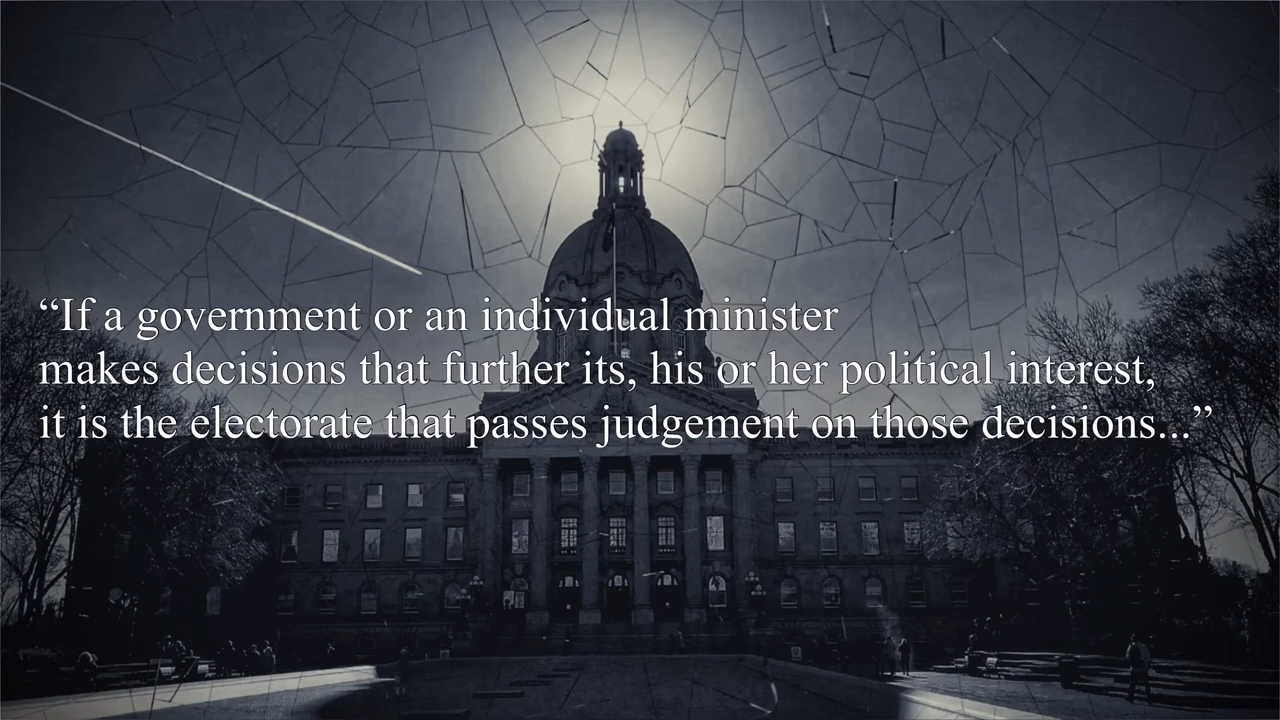 “If a government or an individual minister
makes decisions that further its, his or her political interest,
it is the electorate that passes judgement on those decisions...”